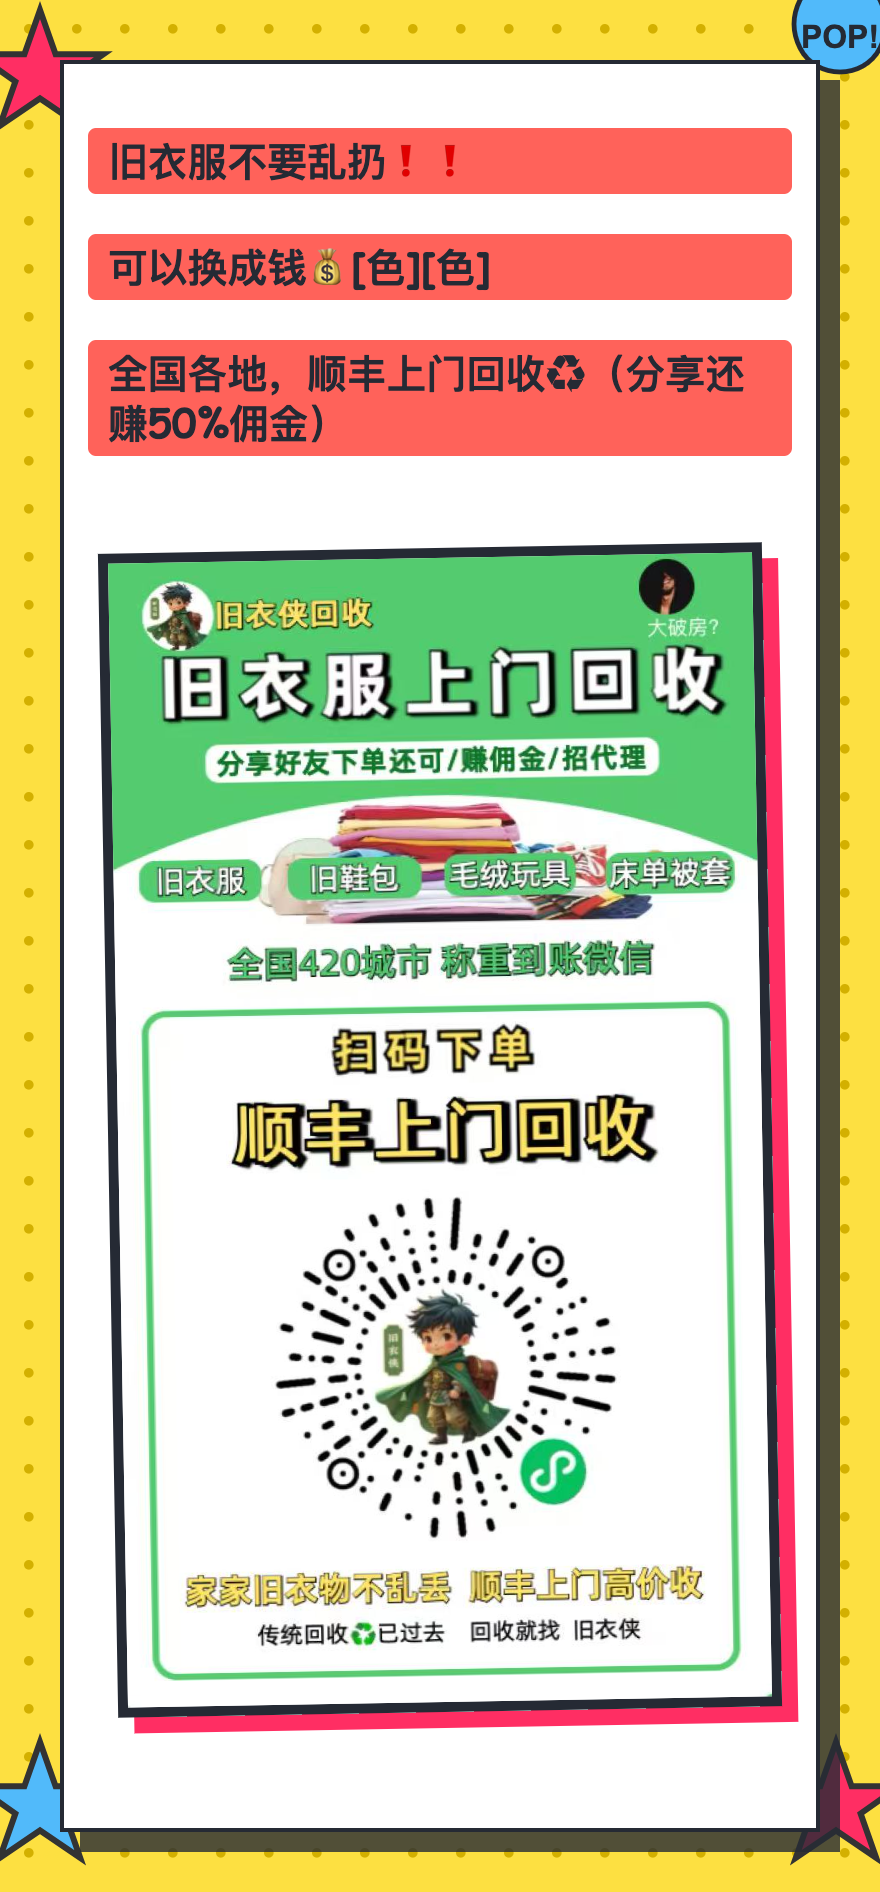 POP!
旧衣服不要乱扔❗❗
可以换成钱💰[色][色]
全国各地，顺丰上门回收♻（分享还
赚50%佣金）
旧衣侠回收
大破房?
旧衣服上门回收
分享好友下单还可/赚佣金/招代理
旧衣服 旧鞋包 毛绒玩具 床单被套
全国420城市 称重到账微信
扫码下单
顺丰上门回收
旧衣侠
家家旧衣物不乱丢 顺丰上门高价收
传统回收♻已过去 回收就找 旧衣侠